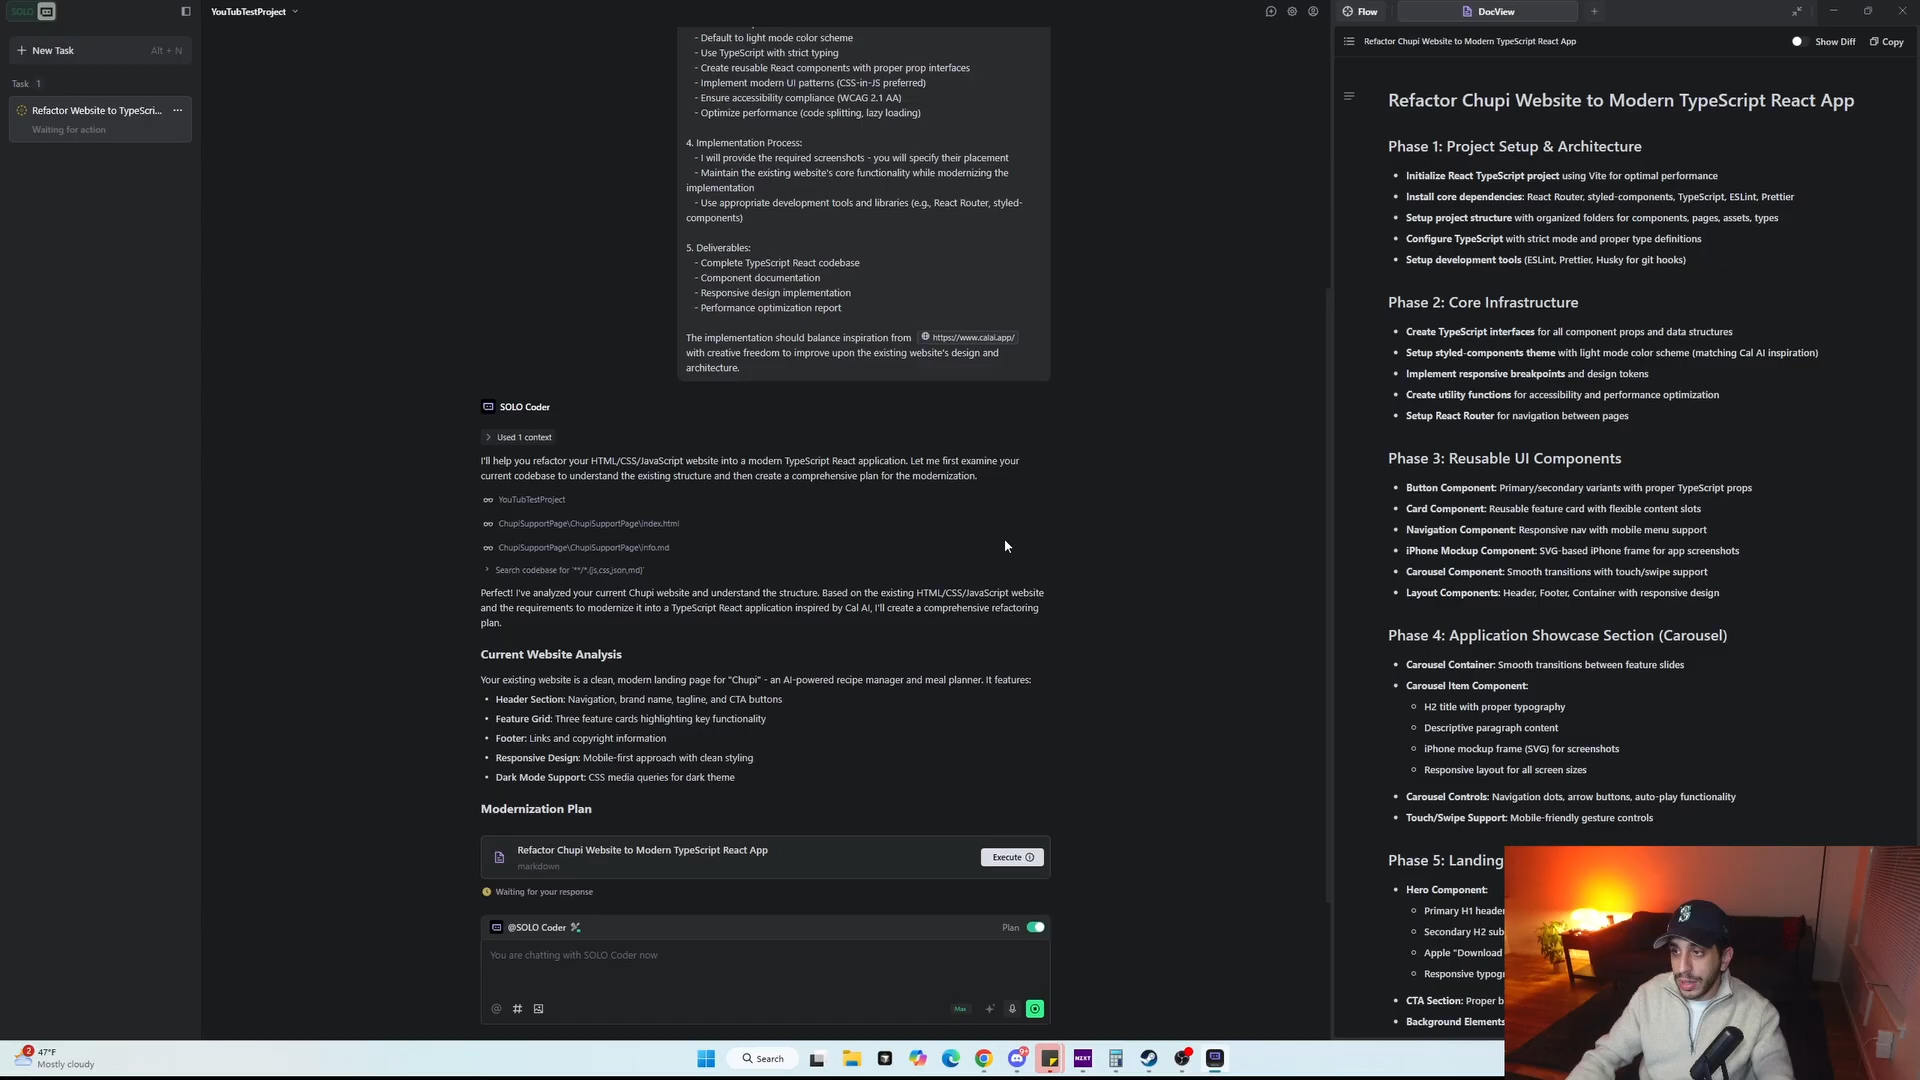 SOLO
YouTubTestProject
Flow
DocView
New Task
Alt + N
Task 1
Refactor Website to TypeScri...
Waiting for action
- Default to light mode color scheme
- Use TypeScript with strict typing
- Create reusable React components with proper prop interfaces
- Implement modern UI patterns (CSS-in-JS preferred)
- Ensure accessibility compliance (WCAG 2.1 AA)
- Optimize performance (code splitting, lazy loading)
4. Implementation Process:
- I will provide the required screenshots - you will specify their placement
- Maintain the existing website's core functionality while modernizing the
implementation
- Use appropriate development tools and libraries (e.g., React Router, styled-
components)
5. Deliverables:
- Complete TypeScript React codebase
- Component documentation
- Responsive design implementation
- Performance optimization report
The implementation should balance inspiration from https://www.calai.app/
with creative freedom to improve upon the existing website's design and
architecture.
SOLO Coder
Used 1 context
I'll help you refactor your HTML/CSS/JavaScript website into a modern TypeScript React application. Let me first examine your
current codebase to understand the existing structure and then create a comprehensive plan for the modernization.
YouTubTestProject
ChupiSupportPage\ChupiSupportPage\index.html
ChupiSupportPage\ChupiSupportPage\info.md
Search codebase for '**/*.{js,css,json,md}'
Perfect! I've analyzed your current Chupi website and understand the structure. Based on the existing HTML/CSS/JavaScript website
and the requirements to modernize it into a TypeScript React application inspired by Cal AI, I'll create a comprehensive refactoring
plan.
Current Website Analysis
Your existing website is a clean, modern landing page for "Chupi" - an AI-powered recipe manager and meal planner. It features:
• Header Section: Navigation, brand name, tagline, and CTA buttons
• Feature Grid: Three feature cards highlighting key functionality
• Footer: Links and copyright information
• Responsive Design: Mobile-first approach with clean styling
• Dark Mode Support: CSS media queries for dark theme
Modernization Plan
Refactor Chupi Website to Modern TypeScript React App
markdown
Execute
Waiting for your response
@SOLO Coder
Plan
You are chatting with SOLO Coder now
Max
Refactor Chupi Website to Modern TypeScript React App
Show Diff
Copy
Refactor Chupi Website to Modern TypeScript React App
Phase 1: Project Setup & Architecture
• Initialize React TypeScript project using Vite for optimal performance
• Install core dependencies: React Router, styled-components, TypeScript, ESLint, Prettier
• Setup project structure with organized folders for components, pages, assets, types
• Configure TypeScript with strict mode and proper type definitions
• Setup development tools (ESLint, Prettier, Husky for git hooks)
Phase 2: Core Infrastructure
• Create TypeScript interfaces for all component props and data structures
• Setup styled-components theme with light mode color scheme (matching Cal AI inspiration)
• Implement responsive breakpoints and design tokens
• Create utility functions for accessibility and performance optimization
• Setup React Router for navigation between pages
Phase 3: Reusable UI Components
• Button Component: Primary/secondary variants with proper TypeScript props
• Card Component: Reusable feature card with flexible content slots
• Navigation Component: Responsive nav with mobile menu support
• iPhone Mockup Component: SVG-based iPhone frame for app screenshots
• Carousel Component: Smooth transitions with touch/swipe support
• Layout Components: Header, Footer, Container with responsive design
Phase 4: Application Showcase Section (Carousel)
• Carousel Container: Smooth transitions between feature slides
• Carousel Item Component:
H2 title with proper typography
Descriptive paragraph content
iPhone mockup frame (SVG) for screenshots
Responsive layout for all screen sizes
• Carousel Controls: Navigation dots, arrow buttons, auto-play functionality
• Touch/Swipe Support: Mobile-friendly gesture controls
Phase 5: Landing
• Hero Component:
Primary H1 header
Secondary H2 sub
Apple "Download
Responsive typogr
• CTA Section: Proper b
• Background Elements
2
47°F
Mostly cloudy
Search
NZXT